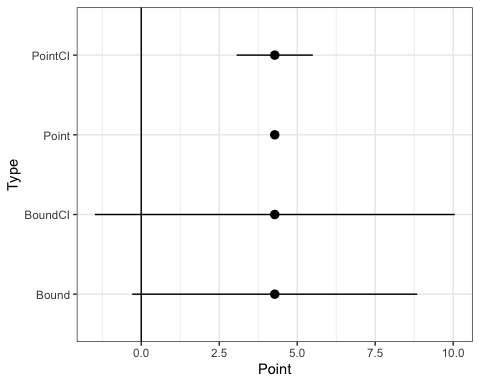 PointCI
Point
BoundCI
Bound
Type
0.0 2.5 5.0 7.5 10.0
Point